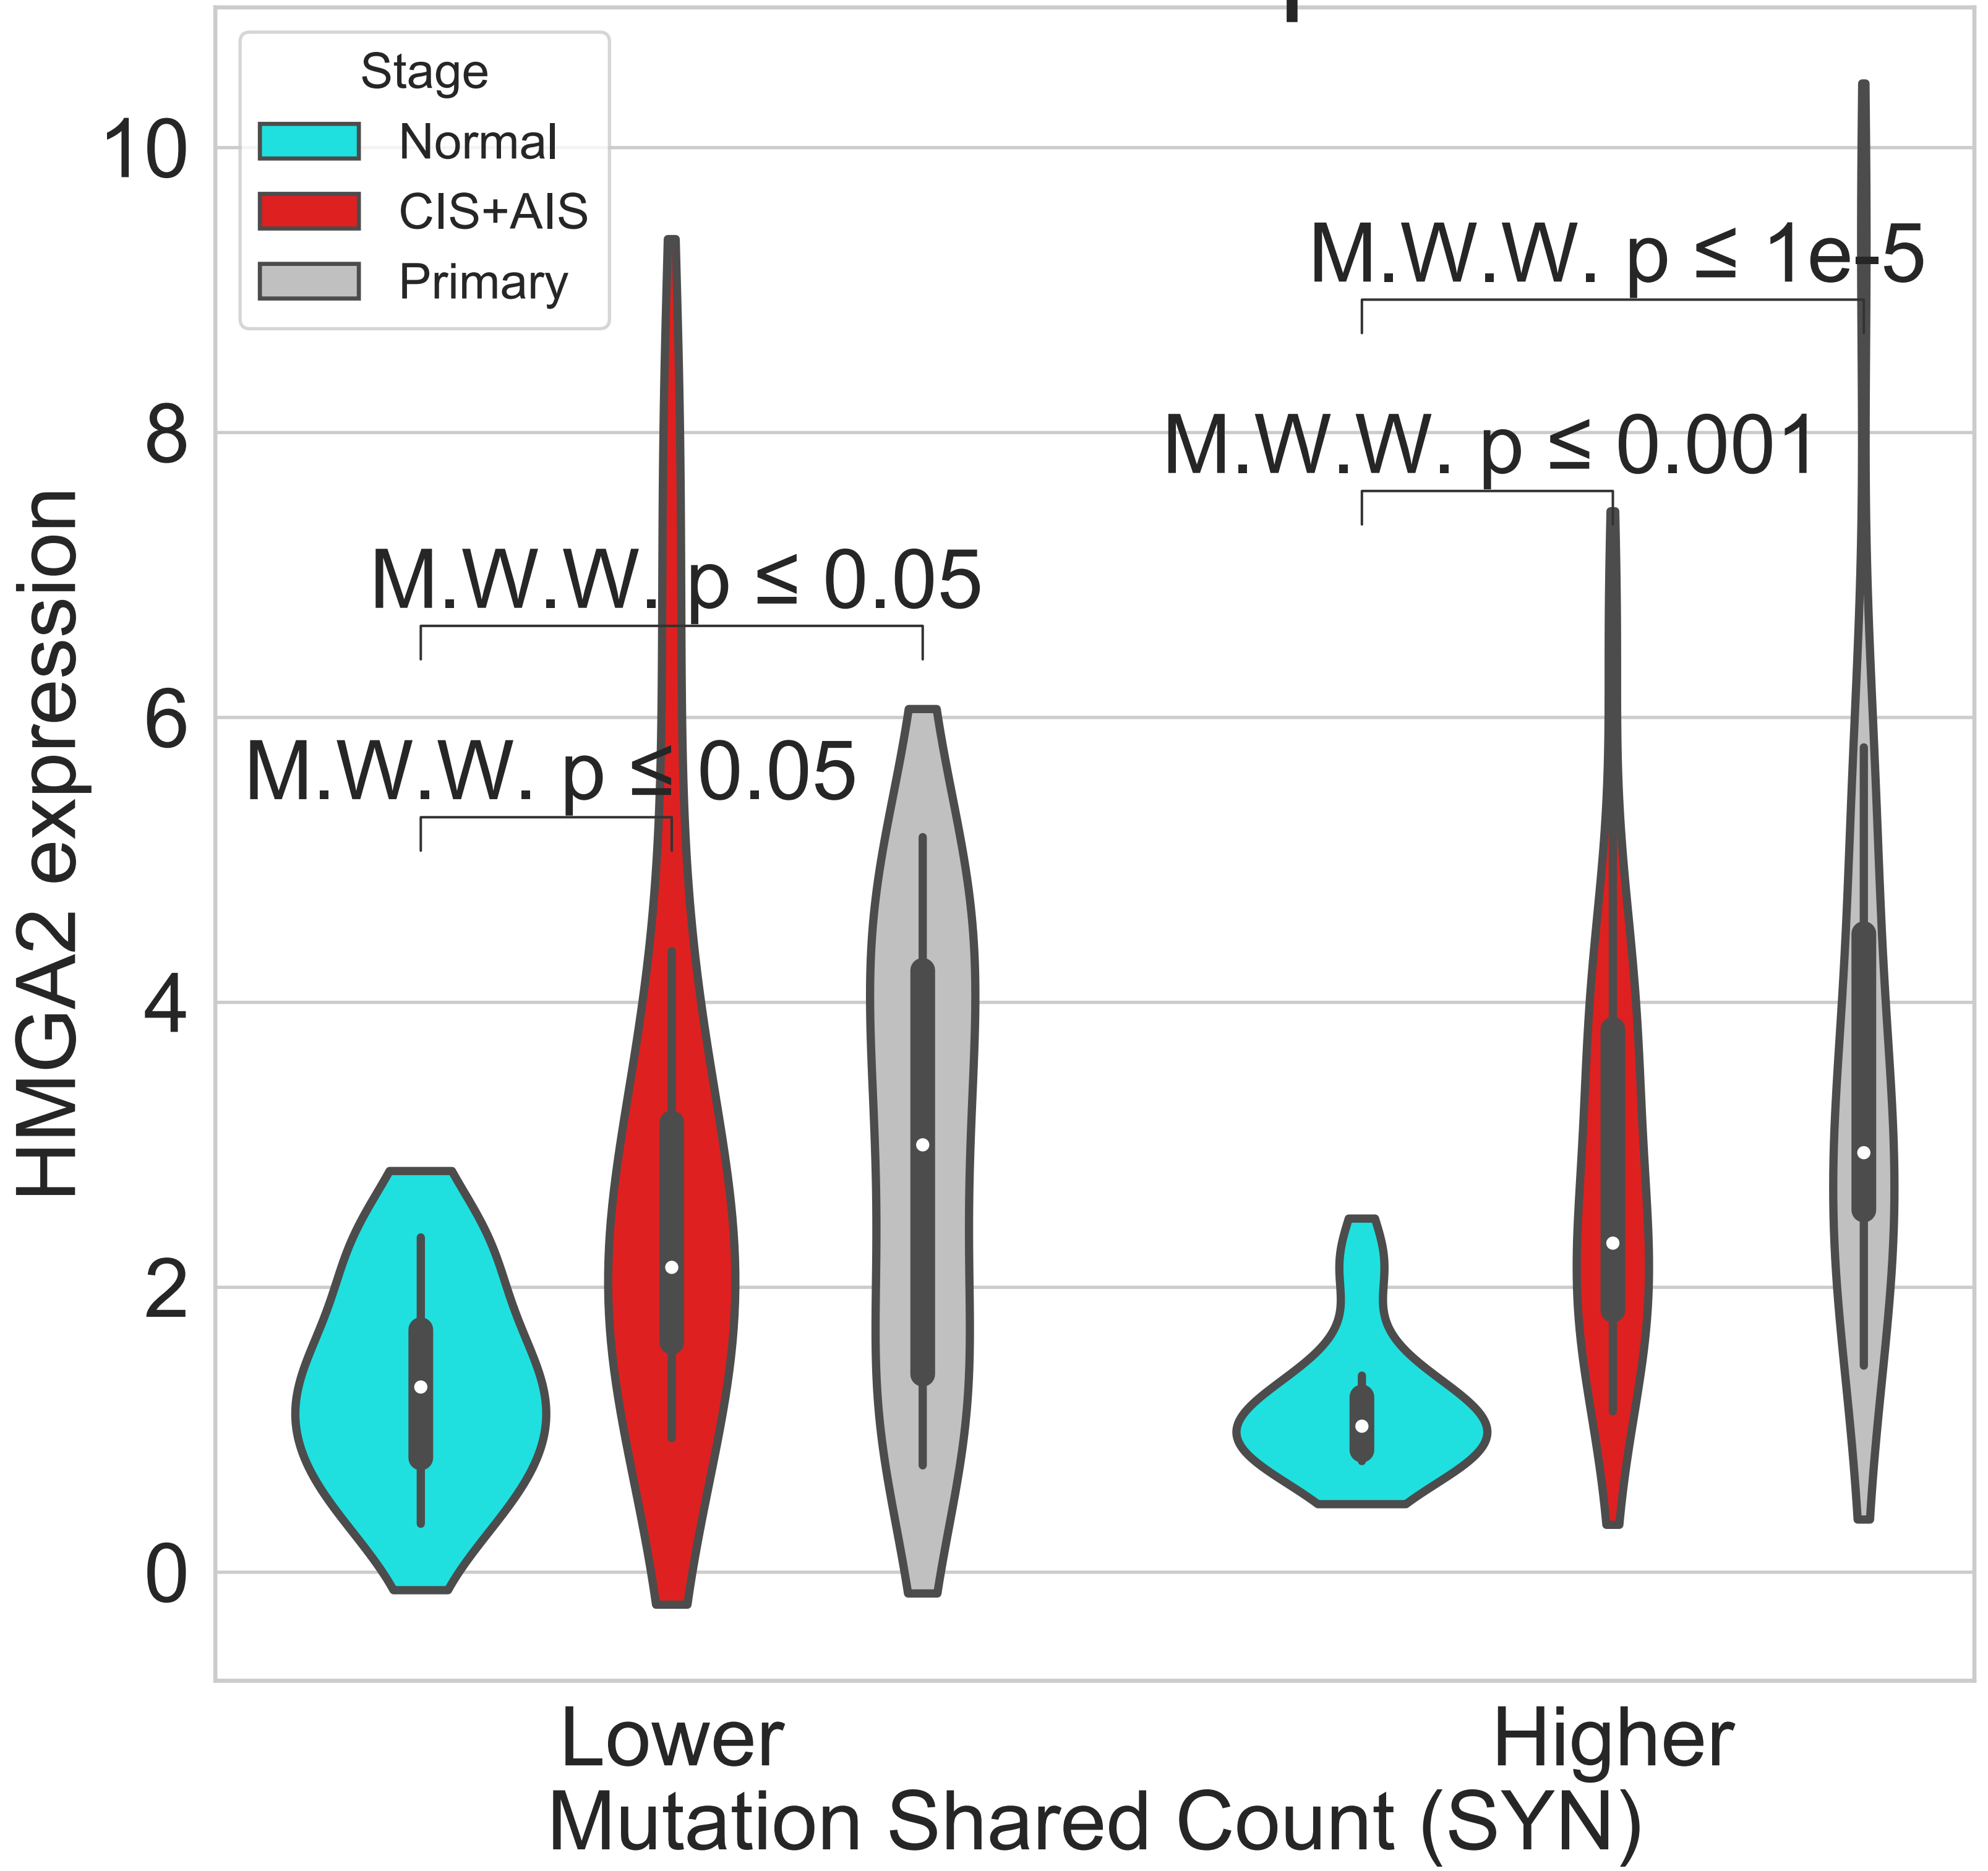 Stage
Normal
CIS+AIS
Primary
HMGA2 expression
10
8
6
4
2
0
M.W.W. p ≤ 1e-5
M.W.W. p ≤ 0.001
M.W.W. p ≤ 0.05
M.W.W. p ≤ 0.05
Lower
Higher
Mutation Shared Count (SYN)